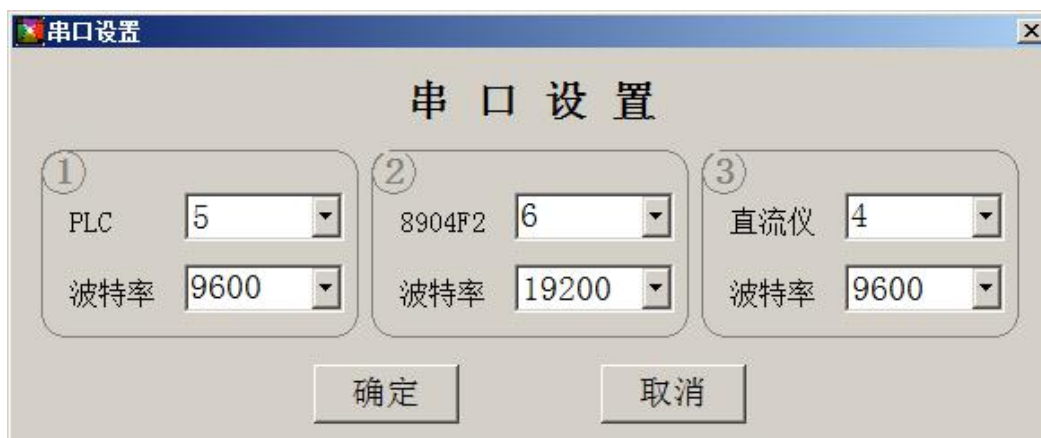 串口设置
串 口 设 置
① ② ③
PLC 5 8904F2 6 直流仪 4
波特率 9600 波特率 19200 波特率 9600
确定 取消